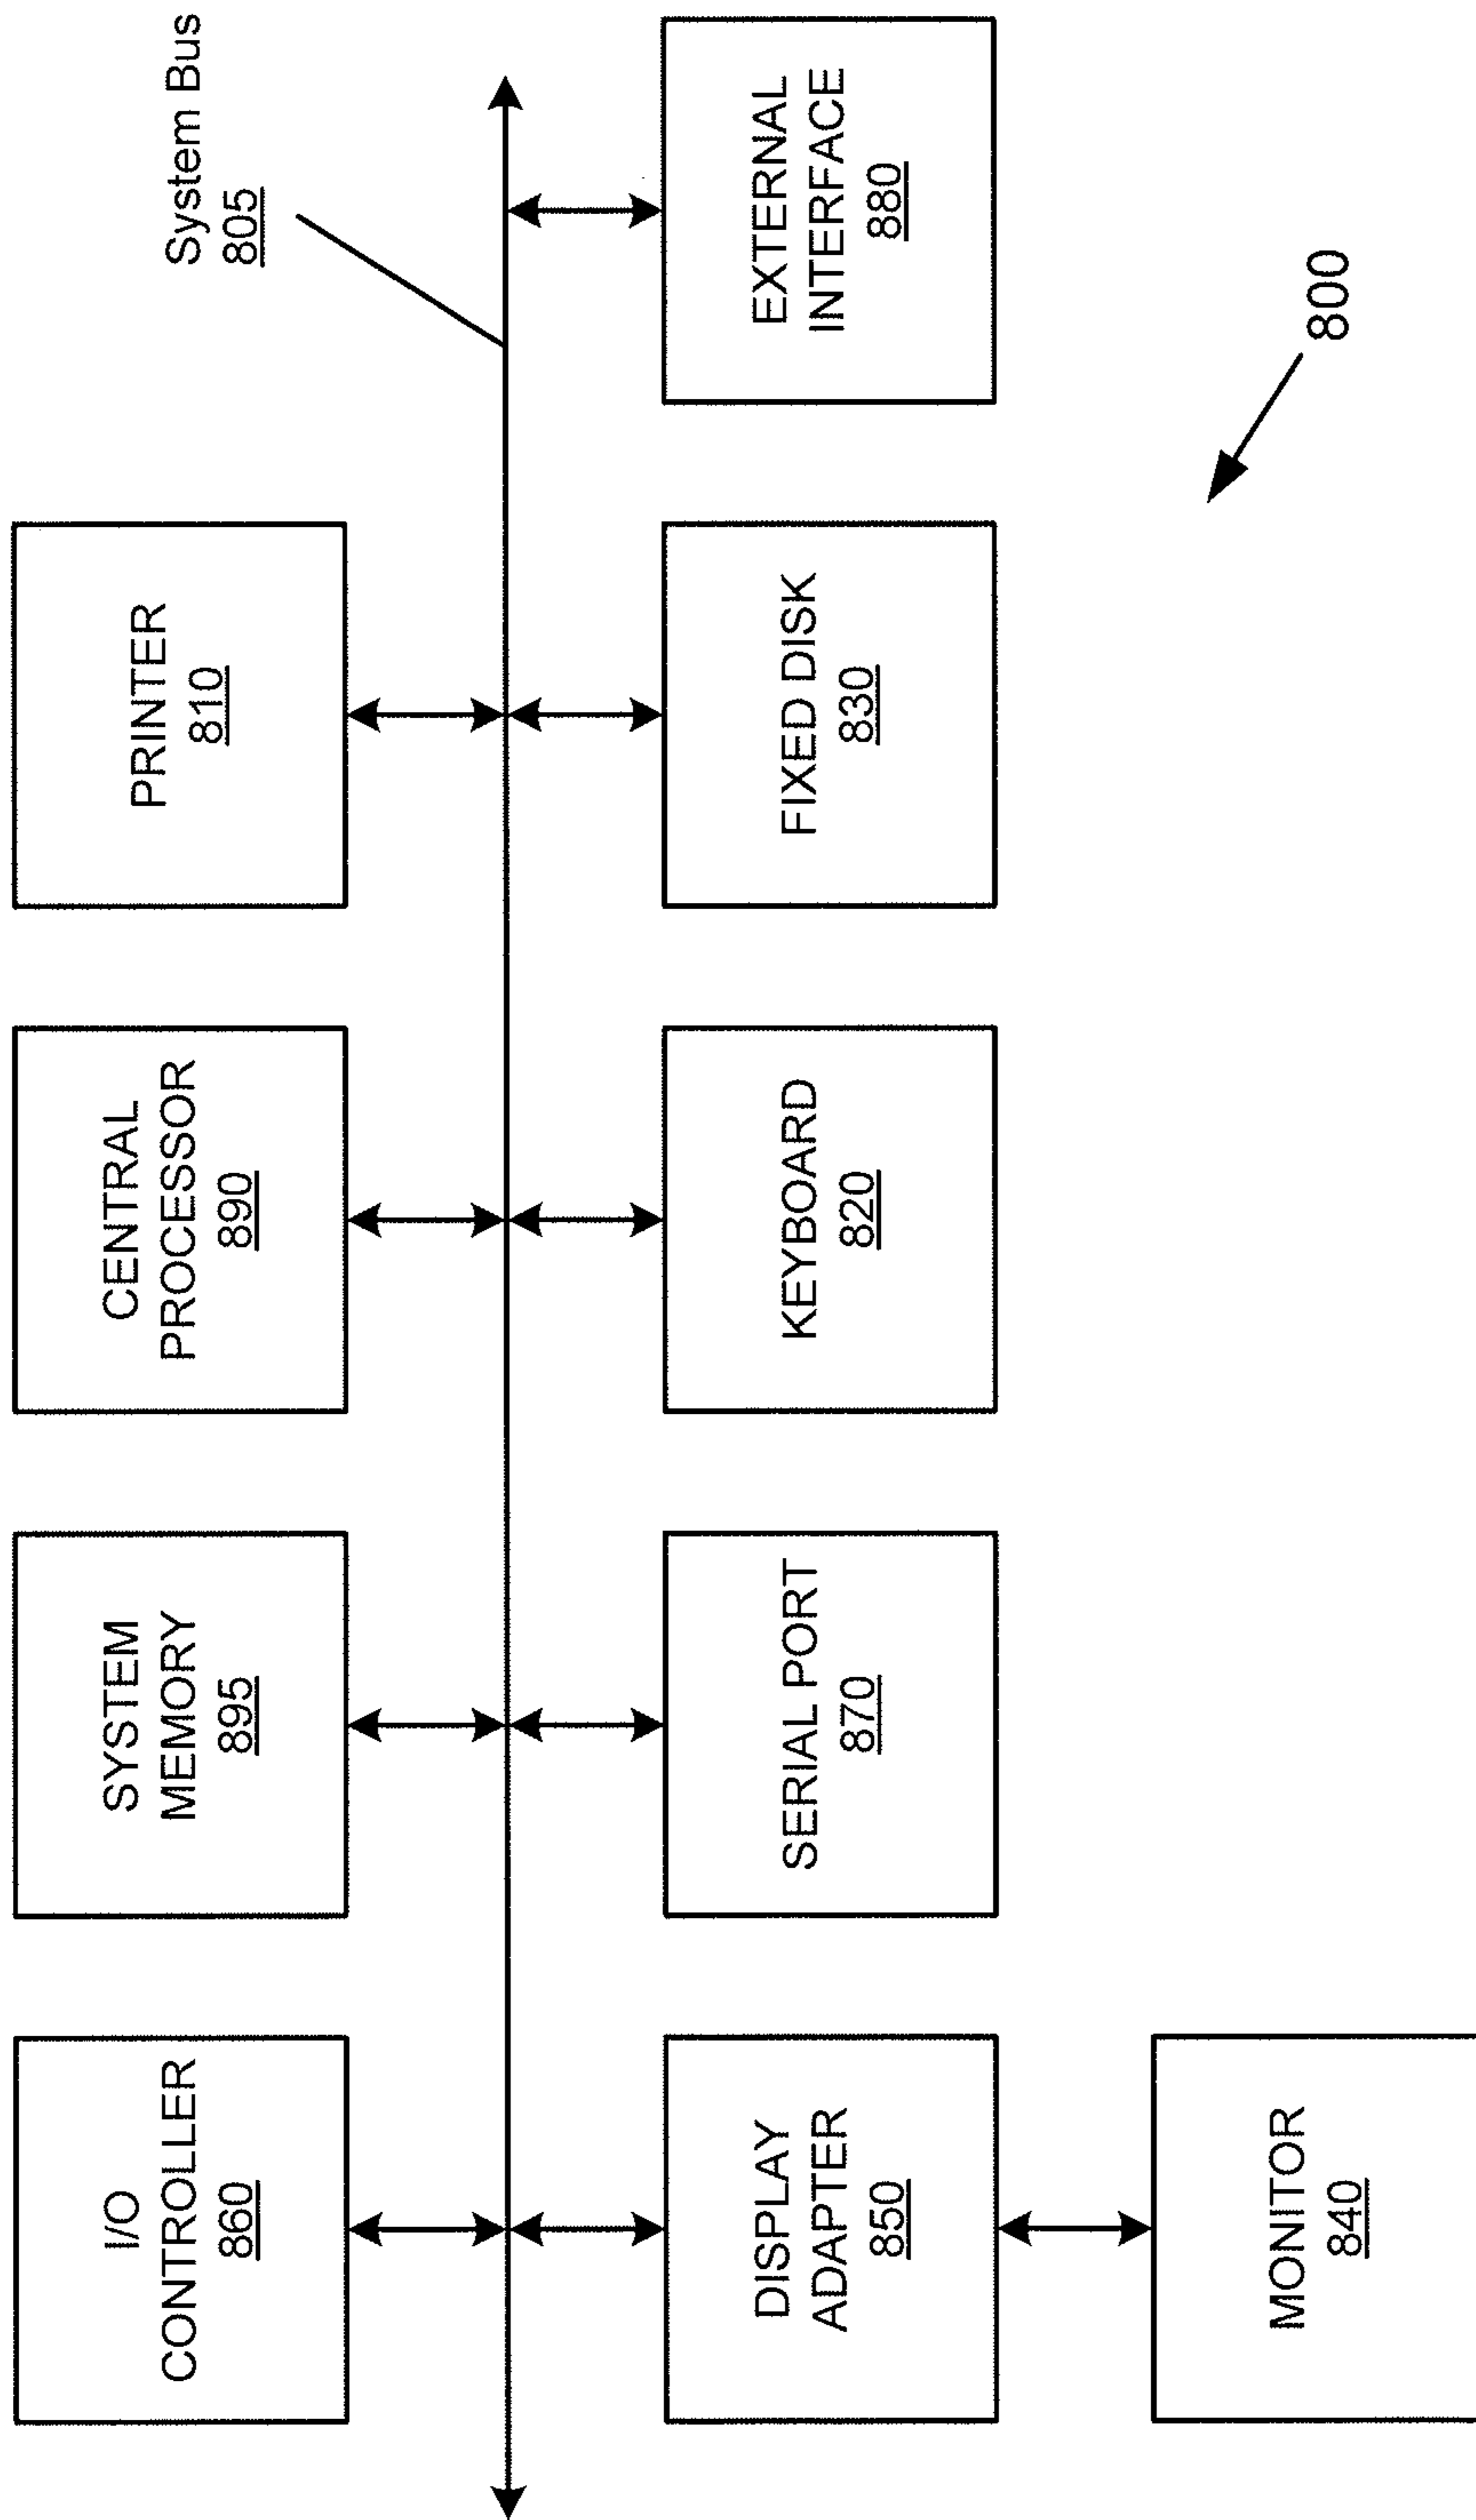 System Bus
805
I/O
CONTROLLER
860
SYSTEM
MEMORY
895
CENTRAL
PROCESSOR
890
PRINTER
810
DISPLAY
ADAPTER
850
SERIAL PORT
870
KEYBOARD
820
FIXED DISK
830
EXTERNAL
INTERFACE
880
MONITOR
840
800